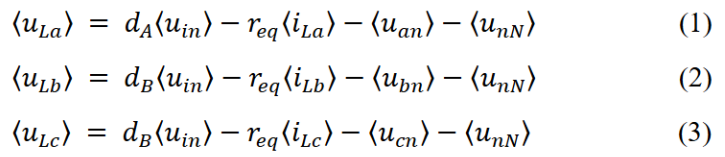 ⟨u_La⟩ = d_A⟨u_in⟩ − r_eq⟨i_La⟩ − ⟨u_an⟩ − ⟨u_nN⟩ (1)
⟨u_Lb⟩ = d_B⟨u_in⟩ − r_eq⟨i_Lb⟩ − ⟨u_bn⟩ − ⟨u_nN⟩ (2)
⟨u_Lc⟩ = d_B⟨u_in⟩ − r_eq⟨i_Lc⟩ − ⟨u_cn⟩ − ⟨u_nN⟩ (3)